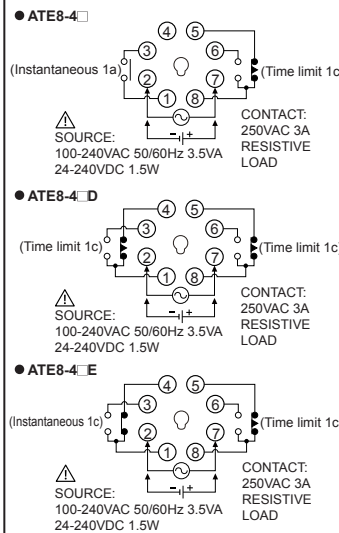 ● ATE8-4□
④ ⑤
③ ⑥
(Instantaneous 1a) ② ⑦ (Time limit 1c
① ⑧
⚠
SOURCE:
100-240VAC 50/60Hz 3.5VA
24-240VDC 1.5W
- +
CONTACT:
250VAC 3A
RESISTIVE
LOAD
● ATE8-4□D
④ ⑤
③ ⑥
(Time limit 1c) ② ⑦ (Time limit 1c)
① ⑧
⚠
SOURCE:
100-240VAC 50/60Hz 3.5VA
24-240VDC 1.5W
- +
CONTACT:
250VAC 3A
RESISTIVE
LOAD
● ATE8-4□E
④ ⑤
③ ⑥
(Instantaneous 1c) ② ⑦ (Time limit 1c
① ⑧
⚠
SOURCE:
100-240VAC 50/60Hz 3.5VA
24-240VDC 1.5W
- +
CONTACT:
250VAC 3A
RESISTIVE
LOAD